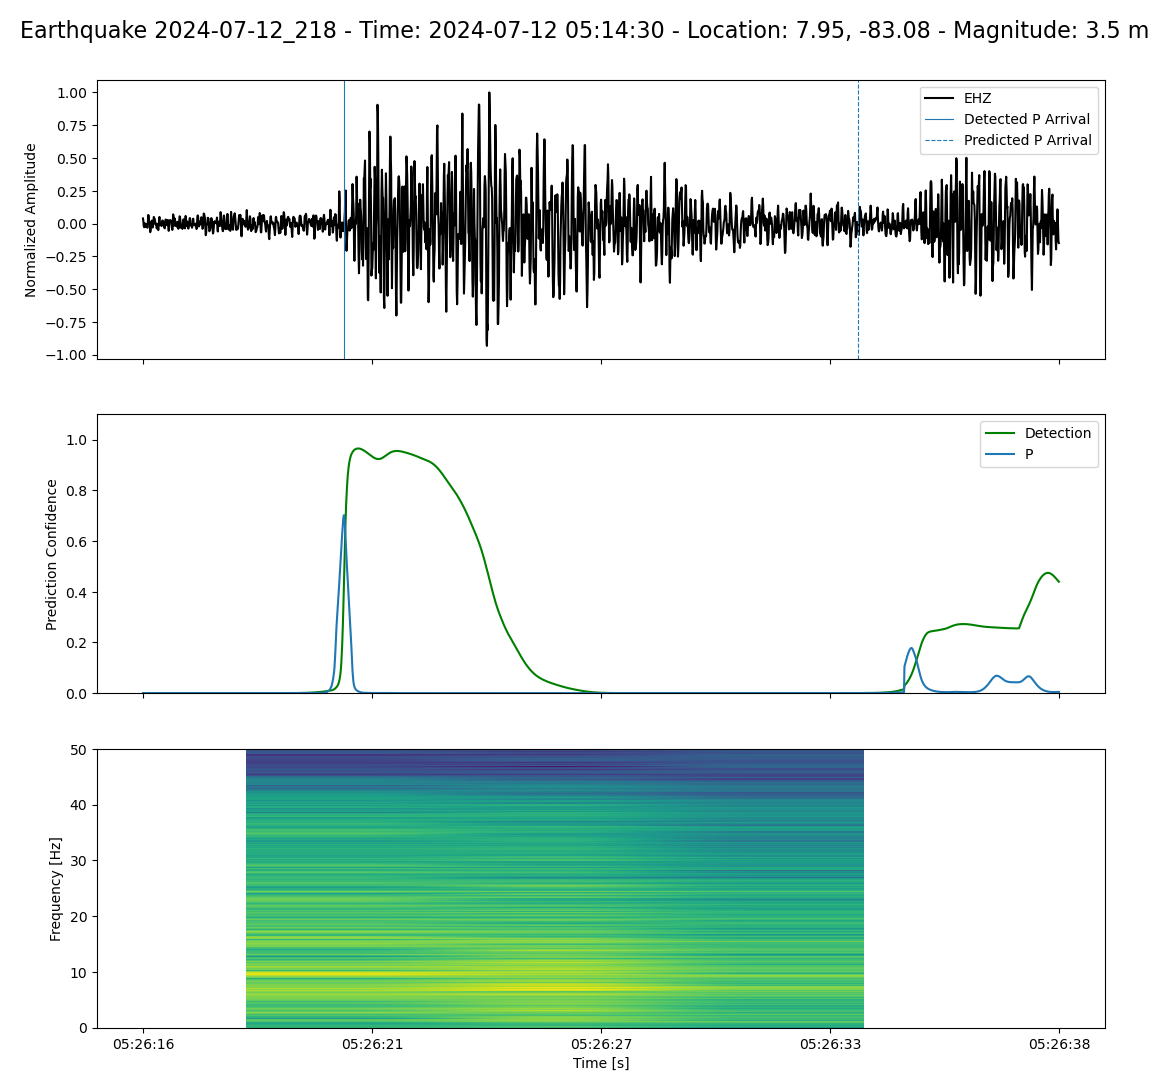 Earthquake 2024-07-12_218 - Time: 2024-07-12 05:14:30 - Location: 7.95, -83.08 - Magnitude: 3.5 m
1.00
0.75
0.50
0.25
0.00
−0.25
−0.50
−0.75
−1.00
Normalized Amplitude
EHZ
Detected P Arrival
Predicted P Arrival
1.0
0.8
0.6
0.4
0.2
0.0
Prediction Confidence
Detection
P
50
40
30
20
10
0
Frequency [Hz]
05:26:16 05:26:21 05:26:27 05:26:33 05:26:38
Time [s]